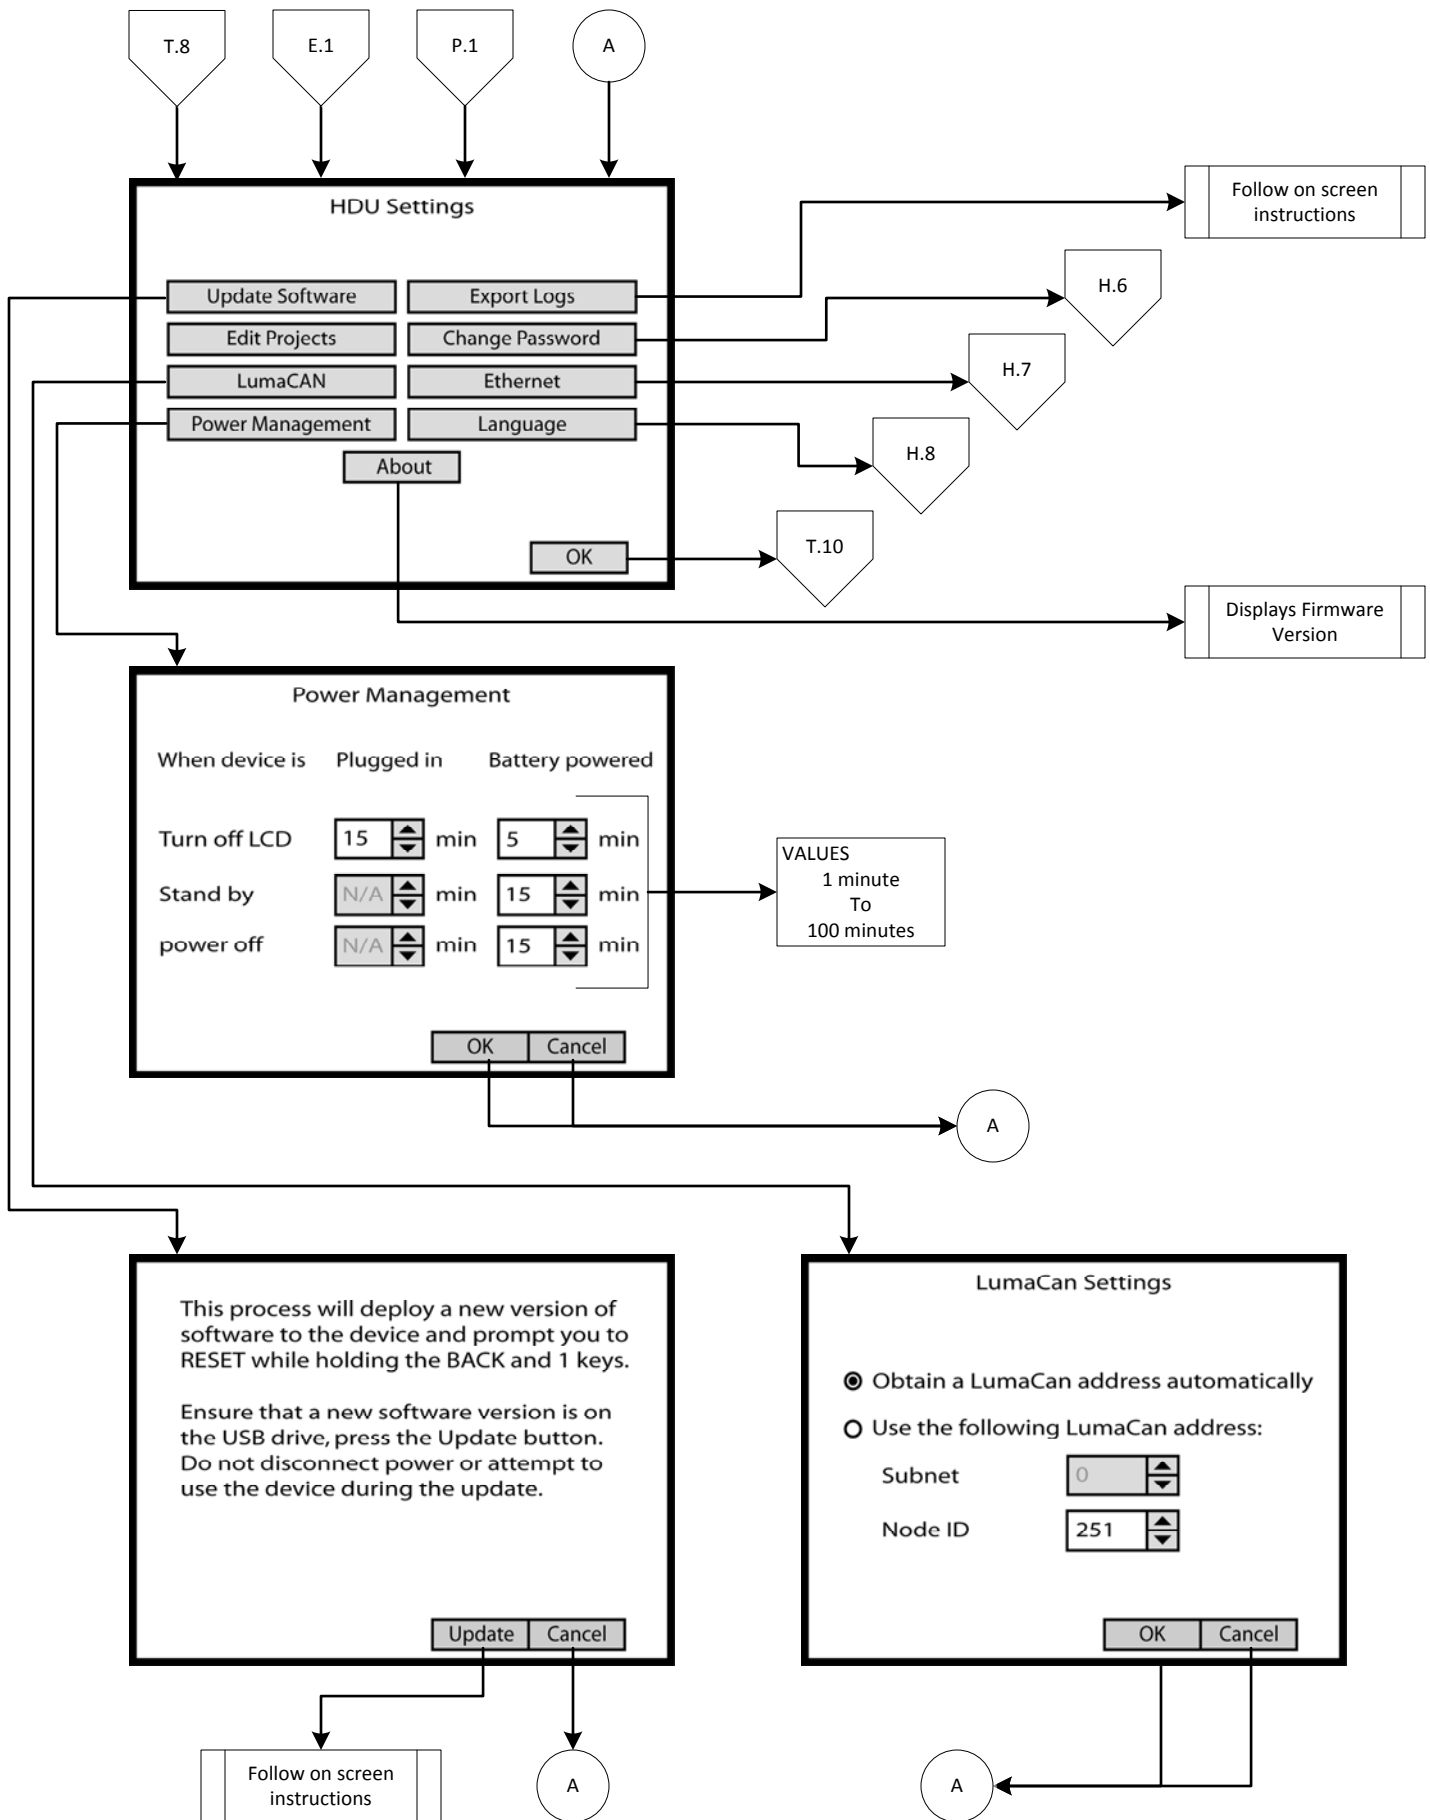 T.8
E.1
P.1
A
HDU Settings
Update Software
Export Logs
Edit Projects
Change Password
LumaCAN
Ethernet
Power Management
Language
About
OK
Follow on screen
instructions
H.6
H.7
H.8
T.10
Displays Firmware
Version
Power Management
When device is
Plugged in
Battery powered
Turn off LCD
15
min
5
min
Stand by
N/A
min
15
min
power off
N/A
min
15
min
OK
Cancel
VALUES
1 minute
To
100 minutes
A
This process will deploy a new version of
software to the device and prompt you to
RESET while holding the BACK and 1 keys.
Ensure that a new software version is on
the USB drive, press the Update button.
Do not disconnect power or attempt to
use the device during the update.
Update
Cancel
Follow on screen
instructions
A
LumaCan Settings
Obtain a LumaCan address automatically
Use the following LumaCan address:
Subnet
0
Node ID
251
OK
Cancel
A